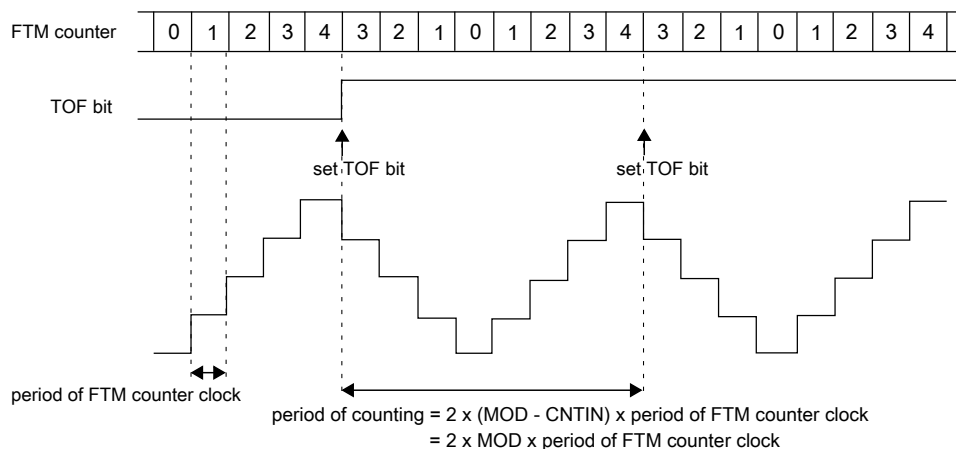 FTM counter 0 1 2 3 4 3 2 1 0 1 2 3 4 3 2 1 0 1 2 3 4
TOF bit
set TOF bit set TOF bit
period of FTM counter clock
period of counting = 2 x (MOD - CNTIN) x period of FTM counter clock
= 2 x MOD x period of FTM counter clock